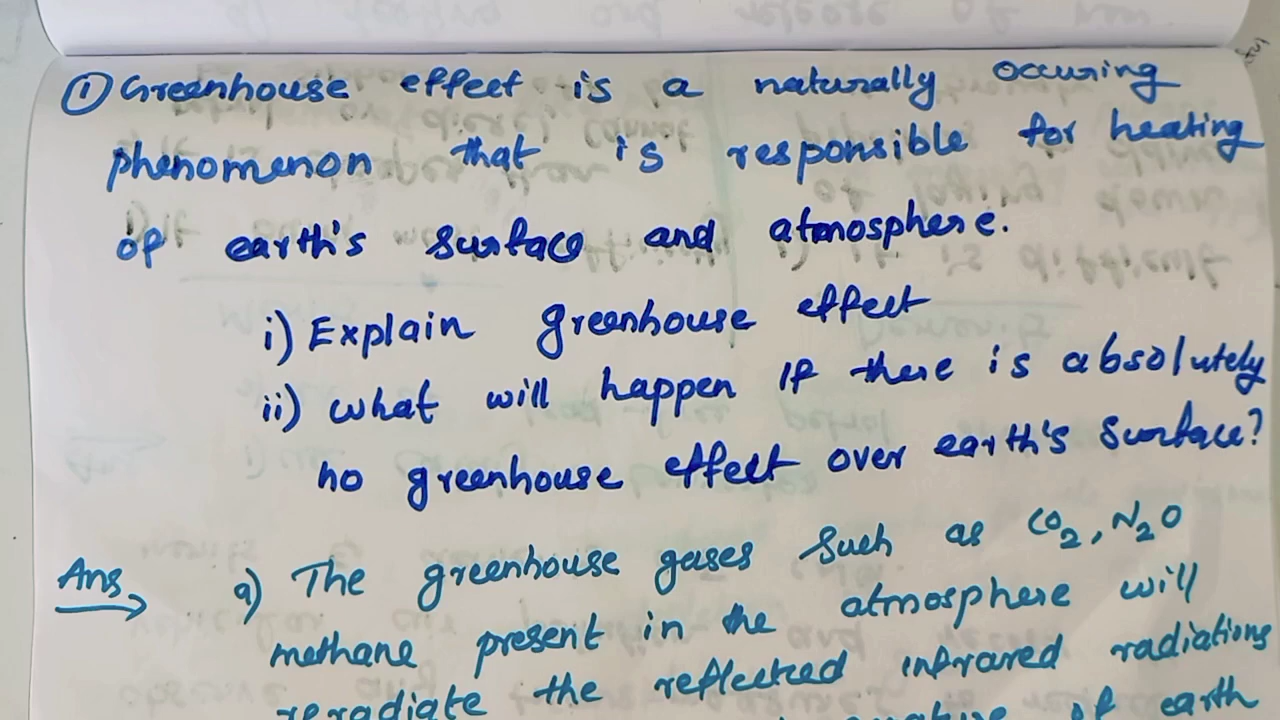 ① Greenhouse effect is a naturally occuring
phenomenon that is responsible for heating
of earth's surface and atmosphere.
i) Explain greenhouse effect
ii) what will happen if there is absolutely
no greenhouse effect over earth's surface?
Ans → a) The greenhouse gases such as CO₂, N₂O
methane present in the atmosphere will
reradiate the reflected infrared radiations
of earth